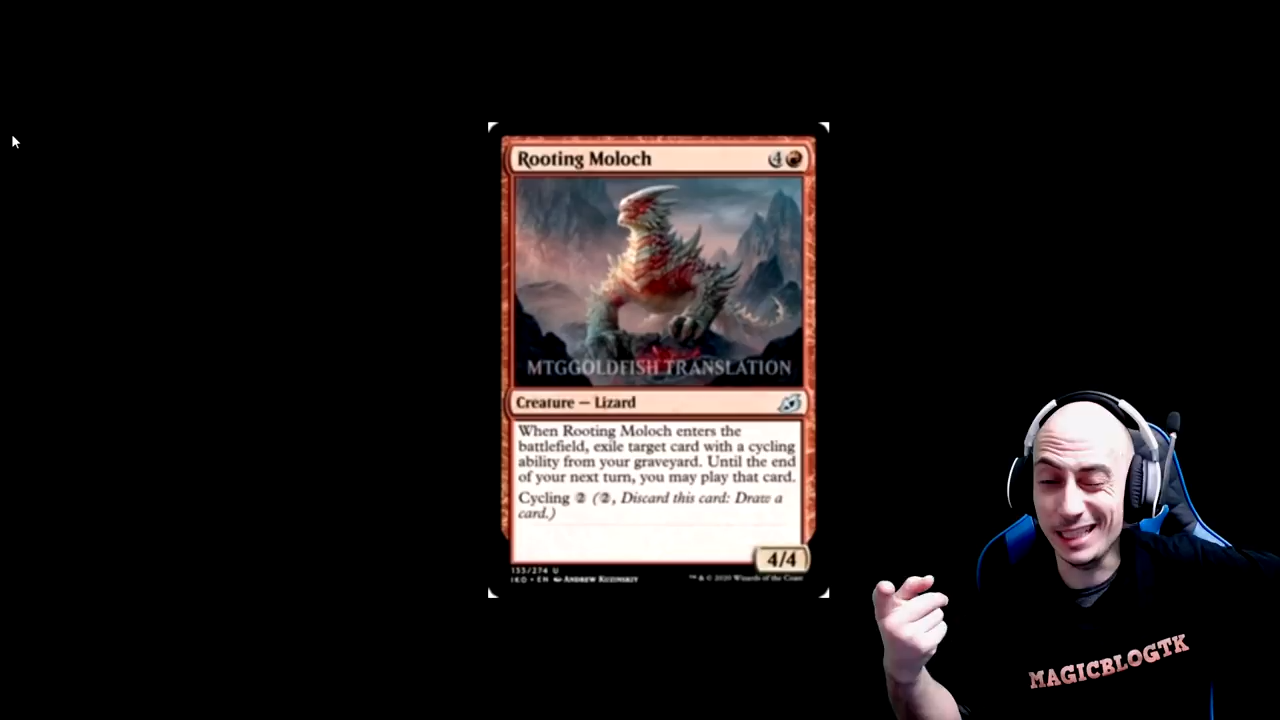 Rooting Moloch
4
MTGGOLDFISH TRANSLATION
Creature — Lizard
When Rooting Moloch enters the
battlefield, exile target card with a cycling
ability from your graveyard. Until the end
of your next turn, you may play that card.
Cycling 2 (2, Discard this card: Draw a
card.)
4/4
133/274 U
IKO • EN ANDREW KUZINSKIY
™ & © 2020 Wizards of the Coast
MAGICBLOGTK